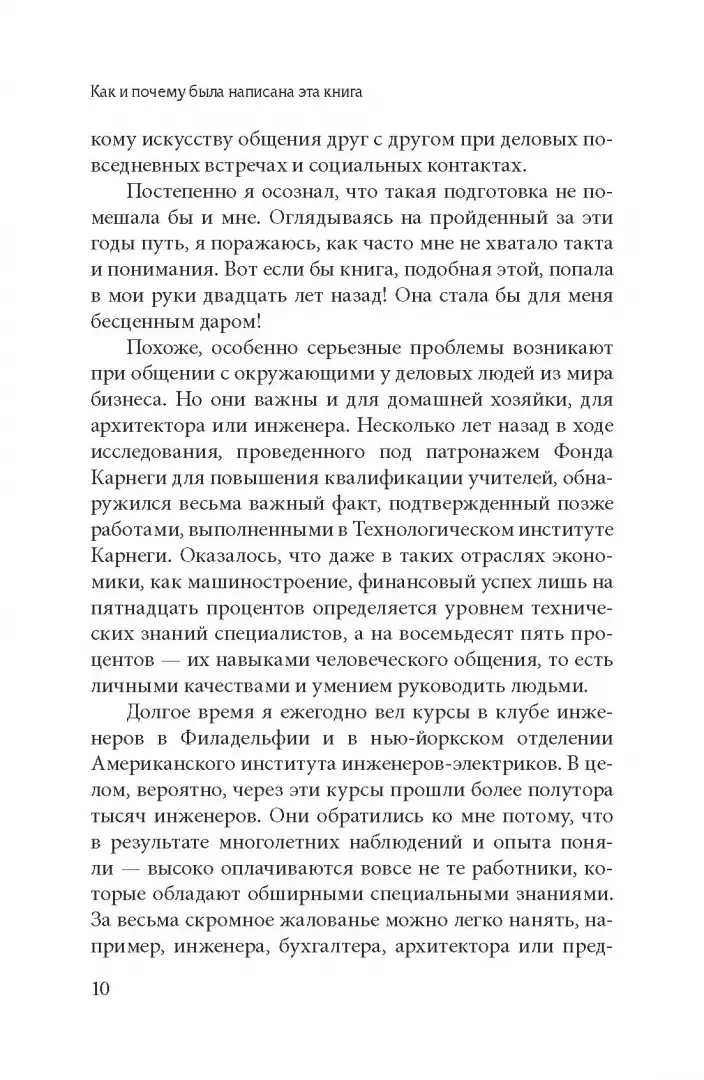 Как и почему была написана эта книга
кому искусству общения друг с другом при деловых по-
вседневных встречах и социальных контактах.
Постепенно я осознал, что такая подготовка не по-
мешала бы и мне. Оглядываясь на пройденный за эти
годы путь, я поражаюсь, как часто мне не хватало такта
и понимания. Вот если бы книга, подобная этой, попала
в мои руки двадцать лет назад! Она стала бы для меня
бесценным даром!
Похоже, особенно серьезные проблемы возникают
при общении с окружающими у деловых людей из мира
бизнеса. Но они важны и для домашней хозяйки, для
архитектора или инженера. Несколько лет назад в ходе
исследования, проведенного под патронажем Фонда
Карнеги для повышения квалификации учителей, обна-
ружился весьма важный факт, подтвержденный позже
работами, выполненными в Технологическом институте
Карнеги. Оказалось, что даже в таких отраслях эконо-
мики, как машиностроение, финансовый успех лишь на
пятнадцать процентов определяется уровнем техниче-
ских знаний специалистов, а на восемьдесят пять про-
центов — их навыками человеческого общения, то есть
личными качествами и умением руководить людьми.
Долгое время я ежегодно вел курсы в клубе инже-
неров в Филадельфии и в нью-йоркском отделении
Американского института инженеров-электриков. В це-
лом, вероятно, через эти курсы прошли более полутора
тысяч инженеров. Они обратились ко мне потому, что
в результате многолетних наблюдений и опыта поня-
ли — высоко оплачиваются вовсе не те работники, ко-
торые обладают обширными специальными знаниями.
За весьма скромное жалованье можно легко нанять, на-
пример, инженера, бухгалтера, архитектора или пред-
10